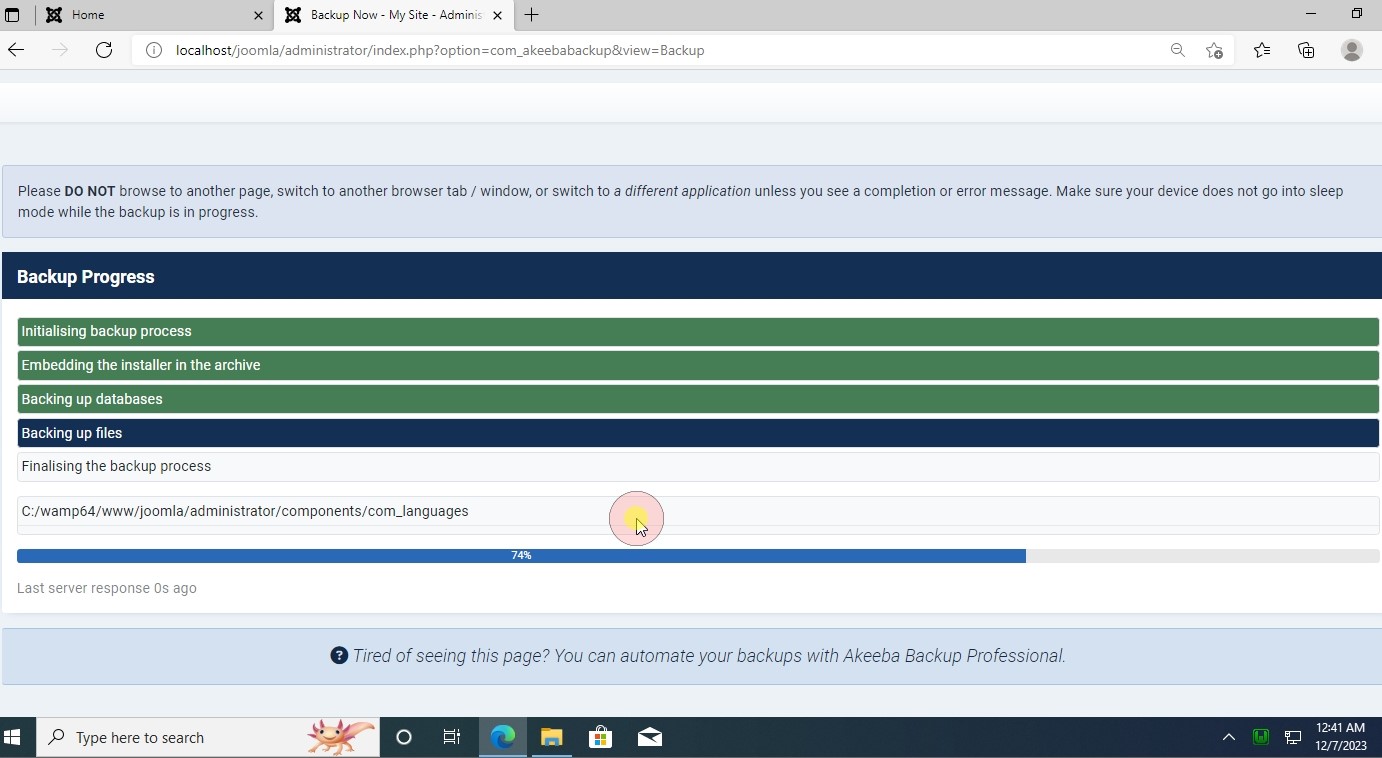 Home
Backup Now - My Site - Adminis
localhost/joomla/administrator/index.php?option=com_akeebabackup&view=Backup
Please DO NOT browse to another page, switch to another browser tab / window, or switch to a different application unless you see a completion or error message. Make sure your device does not go into sleep
mode while the backup is in progress.
Backup Progress
Initialising backup process
Embedding the installer in the archive
Backing up databases
Backing up files
Finalising the backup process
C:/wamp64/www/joomla/administrator/components/com_languages
74%
Last server response 0s ago
Tired of seeing this page? You can automate your backups with Akeeba Backup Professional.
Type here to search
12:41 AM
12/7/2023